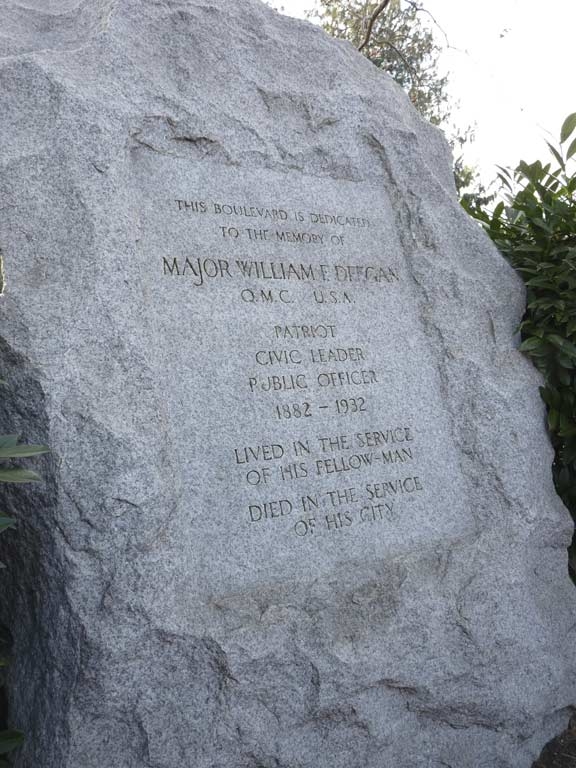 THIS BOULEVARD IS DEDICATED
TO THE MEMORY OF
MAJOR WILLIAM F. DEEGAN
Q.M.C. U.S.A.
PATRIOT
CIVIC LEADER
PUBLIC OFFICER
1882 – 1932
LIVED IN THE SERVICE
OF HIS FELLOW-MAN
DIED IN THE SERVICE
OF HIS CITY